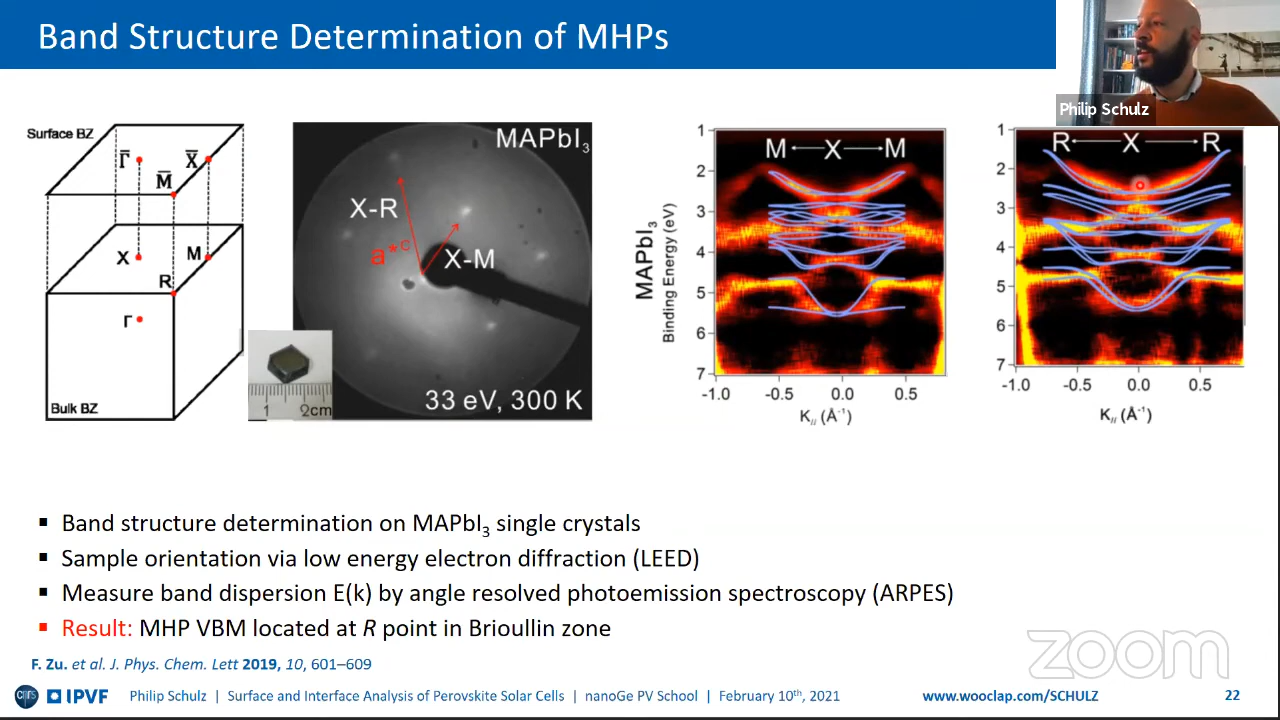 Band Structure Determination of MHPs
Philip Schulz
Surface BZ
Γ̅
X̅
M̅
X
M
R
Γ
Bulk BZ
1 2cm
MAPbI₃
X-R
a*c
X-M
33 eV, 300 K
MAPbI₃
Binding Energy (eV)
M X M
1
2
3
4
5
6
7
-1.0 -0.5 0.0 0.5
K// (Å⁻¹)
R X R
1
2
3
4
5
6
7
-1.0 -0.5 0.0 0.5
K// (Å⁻¹)
▪ Band structure determination on MAPbI₃ single crystals
▪ Sample orientation via low energy electron diffraction (LEED)
▪ Measure band dispersion E(k) by angle resolved photoemission spectroscopy (ARPES)
▪ Result: MHP VBM located at R point in Brioullin zone
F. Zu. et al. J. Phys. Chem. Lett 2019, 10, 601–609
zoom
cnrs IPVF Philip Schulz | Surface and Interface Analysis of Perovskite Solar Cells | nanoGe PV School | February 10th, 2021 www.wooclap.com/SCHULZ 22